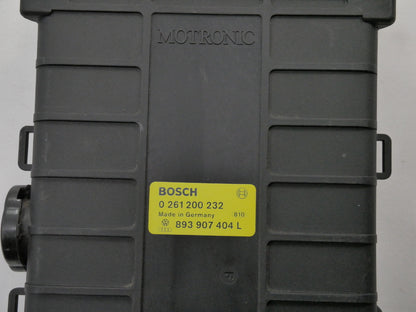 MOTRONIC
BOSCH
0 261 200 232
Made in Germany 810
893 907 404 L